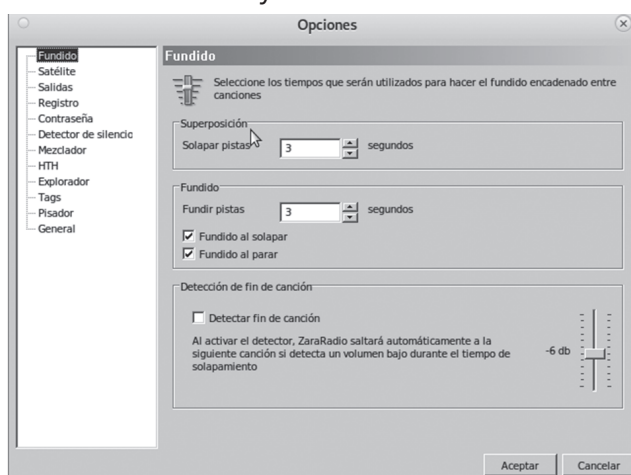 Opciones
Fundido
Satélite
Salidas
Registro
Contraseña
Detector de silencio
Mezclador
HTH
Explorador
Tags
Pisador
General
Fundido
Seleccione los tiempos que serán utilizados para hacer el fundido encadenado entre
canciones
Superposición
Solapar pistas 3 segundos
Fundido
Fundir pistas 3 segundos
Fundido al solapar
Fundido al parar
Detección de fin de canción
Detectar fin de canción
Al activar el detector, ZaraRadio saltará automáticamente a la
siguiente canción si detecta un volumen bajo durante el tiempo de
solapamiento
-6 db
Aceptar Cancelar